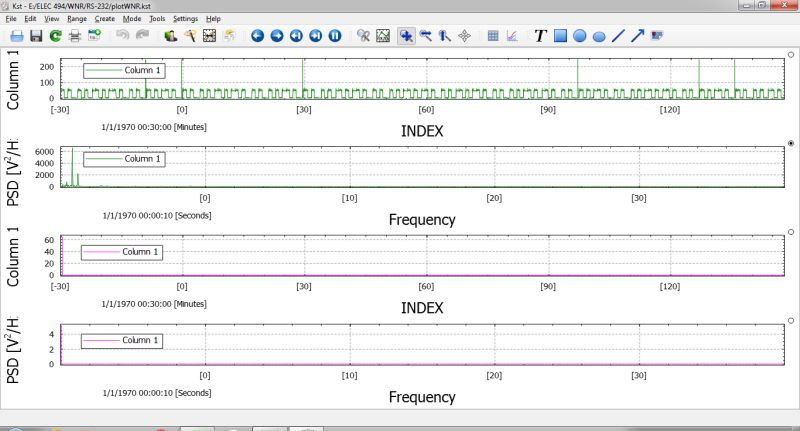 Kst - E:/ELEC 494/WNR/RS-232/plotWNR.kst
File Edit View Range Create Mode Tools Settings Help
T
Column 1
200
100
0
Column 1
[-30] [0] [30] [60] [90] [120]
1/1/1970 00:30:00 [Minutes]
INDEX
PSD [V²/H:
6000
4000
2000
0
Column 1
[0] [10] [20] [30]
1/1/1970 00:00:10 [Seconds]
Frequency
Column 1
60
40
20
0
Column 1
[-30] [0] [30] [60] [90] [120]
1/1/1970 00:30:00 [Minutes]
INDEX
PSD [V²/H:
4
2
0
Column 1
[0] [10] [20] [30]
1/1/1970 00:00:10 [Seconds]
Frequency